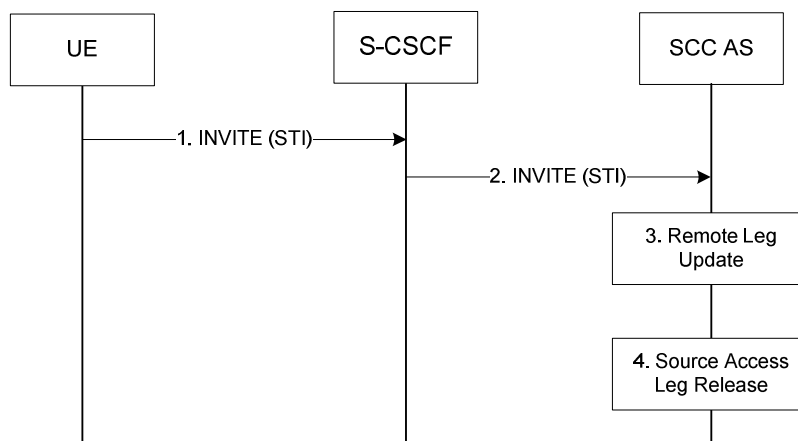 UE
S-CSCF
SCC AS
1. INVITE (STI)
2. INVITE (STI)
3. Remote Leg
Update
4. Source Access
Leg Release